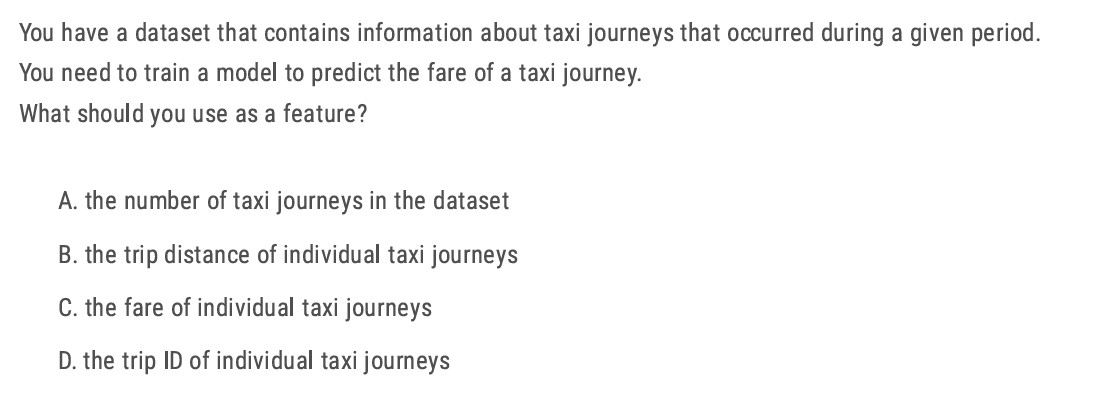 You have a dataset that contains information about taxi journeys that occurred during a given period.
You need to train a model to predict the fare of a taxi journey.
What should you use as a feature?
A. the number of taxi journeys in the dataset
B. the trip distance of individual taxi journeys
C. the fare of individual taxi journeys
D. the trip ID of individual taxi journeys